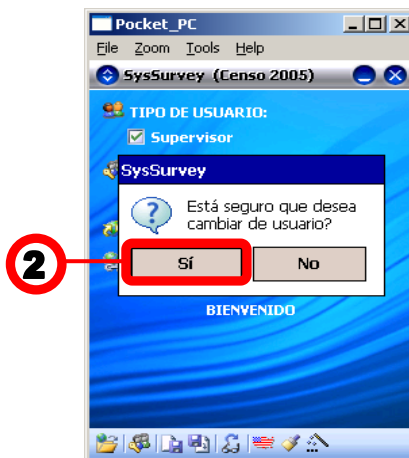 Pocket_PC
File Zoom Tools Help
SysSurvey (Censo 2005)
TIPO DE USUARIO:
Supervisor
SysSurvey
Está seguro que desea
cambiar de usuario?
2
Sí No
BIENVENIDO